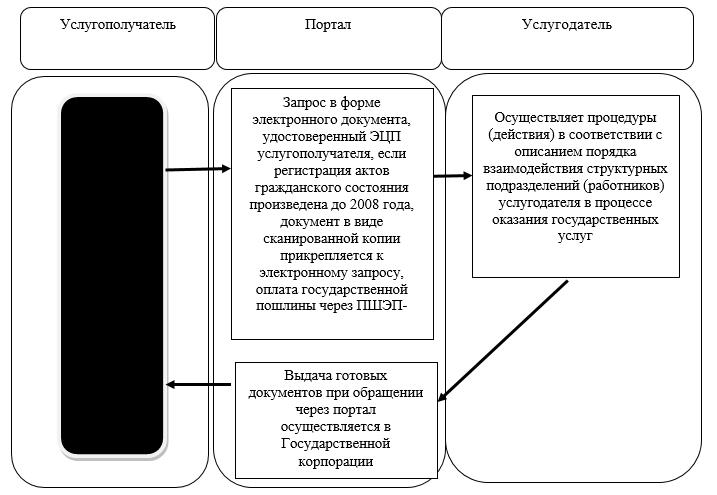 Услугополучатель
Портал
Услугодатель
Запрос в форме
электронного документа,
удостоверенный ЭЦП
услугополучателя, если
регистрация актов
гражданского состояния
произведена до 2008 года,
документ в виде
сканированной копии
прикрепляется к
электронному запросу,
оплата государственной
пошлины через ПШЭП-
Осуществляет процедуры
(действия) в соответствии с
описанием порядка
взаимодействия структурных
подразделений (работников)
услугодателя в процессе
оказания государственных
услуг
Выдача готовых
документов при обращении
через портал
осуществляется в
Государственной
корпорации